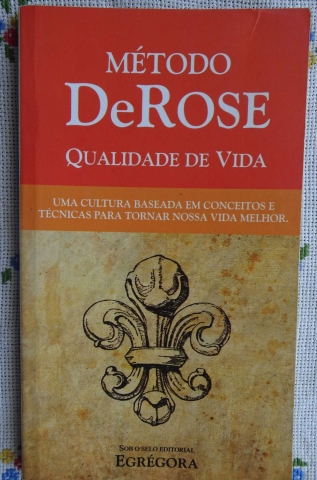 MÉTODO
DeROSE
QUALIDADE DE VIDA
UMA CULTURA BASEADA EM CONCEITOS E
TÉCNICAS PARA TORNAR NOSSA VIDA MELHOR.
SOB O SELO EDITORIAL
EGRÉGORA